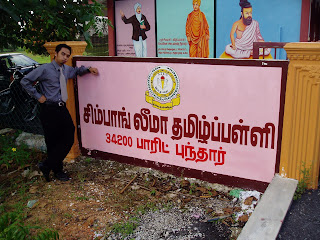 சிம்பாங் லீமா தமிழ்ப்பள்ளி
34200 பாரிட் புந்தார்